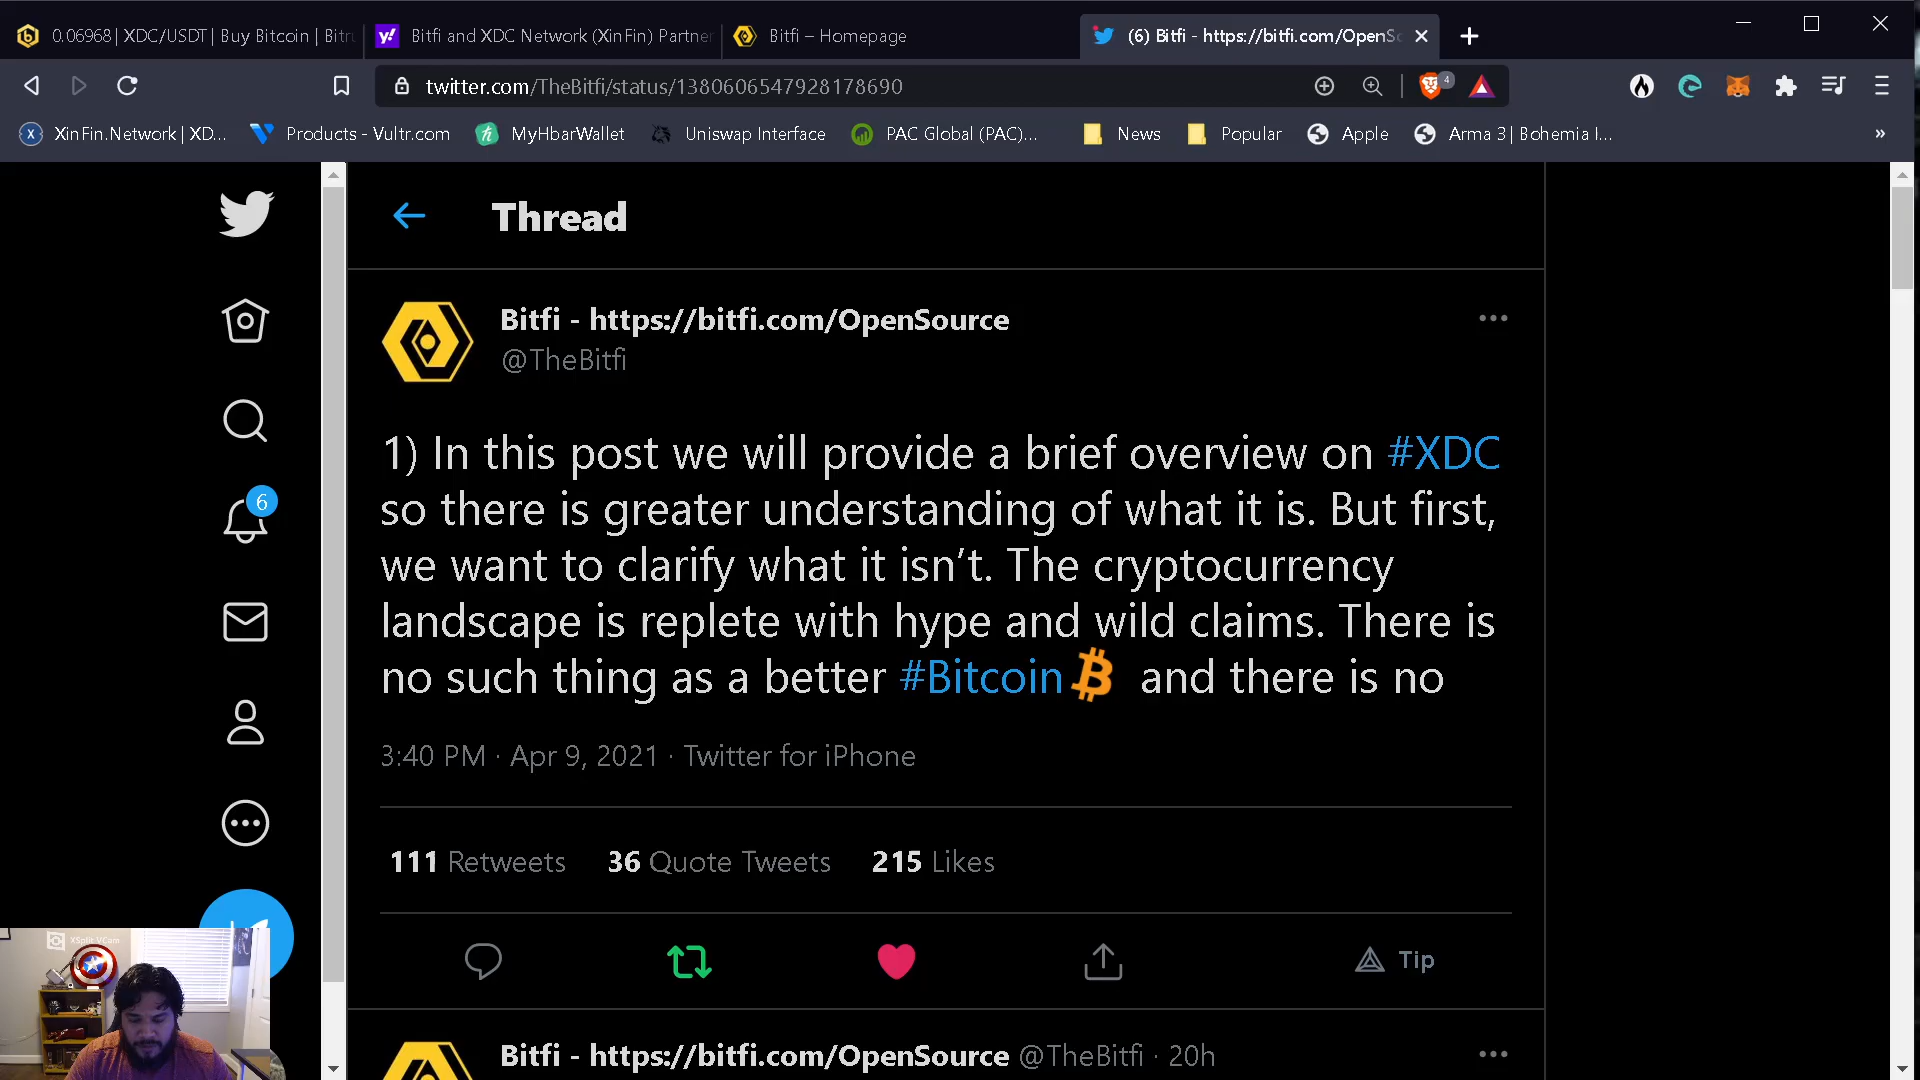 0.06968 | XDC/USDT | Buy Bitcoin | Bitru
Bitfi and XDC Network (XinFin) Partner
Bitfi – Homepage
(6) Bitfi - https://bitfi.com/OpenSc
twitter.com/TheBitfi/status/1380606547928178690
4
XinFin.Network | XD...
Products - Vultr.com
MyHbarWallet
Uniswap Interface
PAC Global (PAC)...
News
Popular
Apple
Arma 3 | Bohemia I...
»
Thread
Bitfi - https://bitfi.com/OpenSource
@TheBitfi
6
1) In this post we will provide a brief overview on #XDC
so there is greater understanding of what it is. But first,
we want to clarify what it isn’t. The cryptocurrency
landscape is replete with hype and wild claims. There is
no such thing as a better #Bitcoin and there is no
3:40 PM · Apr 9, 2021 · Twitter for iPhone
111 Retweets 36 Quote Tweets 215 Likes
Tip
XSplit VCam
Bitfi - https://bitfi.com/OpenSource @TheBitfi · 20h